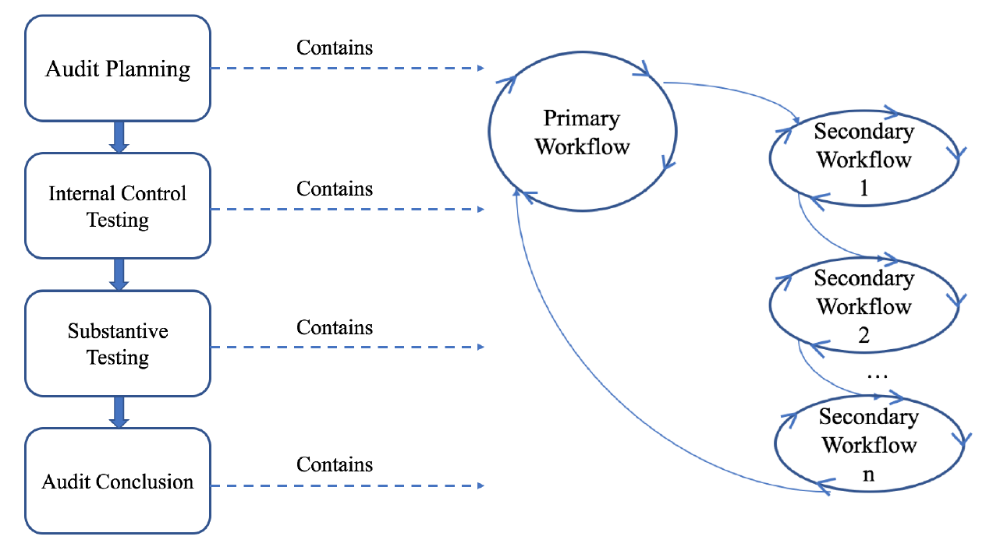 Audit Planning
Contains
Internal Control
Testing
Contains
Substantive
Testing
Contains
Audit Conclusion
Contains
Primary
Workflow
Secondary
Workflow
1
Secondary
Workflow
2
...
Secondary
Workflow
n